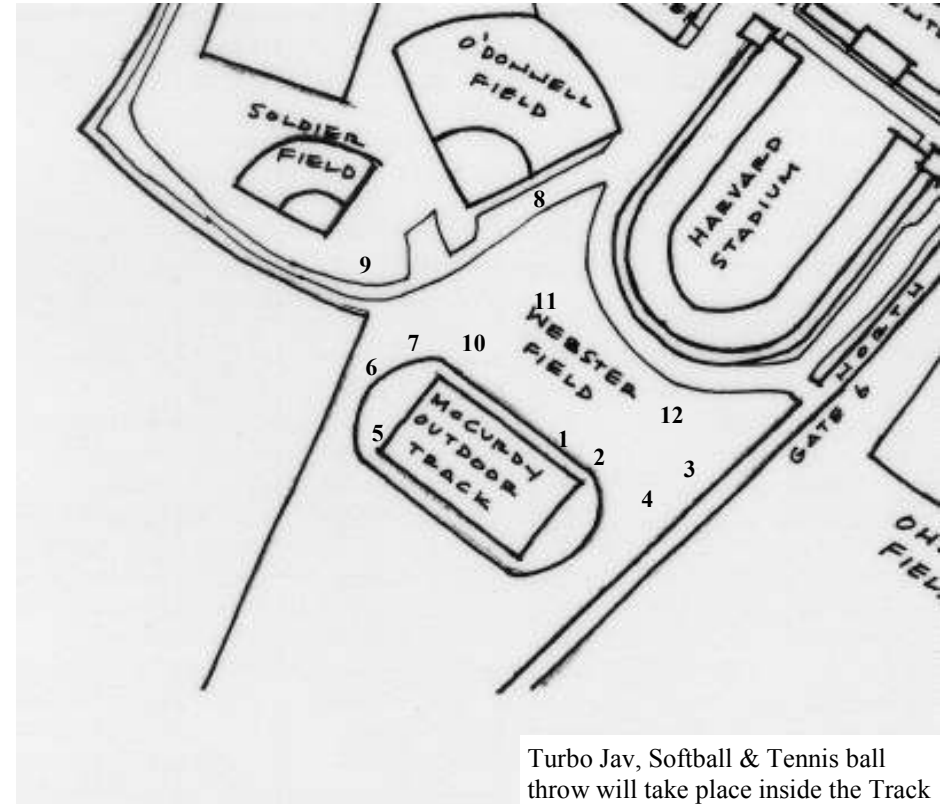 O'DONNELL
FIELD
SOLDIER
FIELD
HARVARD
STADIUM
8
9
11
WEBSTER
FIELD
7
10
6
12
NORTH
GATE 6
5
McCURDY
OUTDOOR
TRACK
1
2
3
4
FIEL
Turbo Jav, Softball & Tennis ball
throw will take place inside the Track